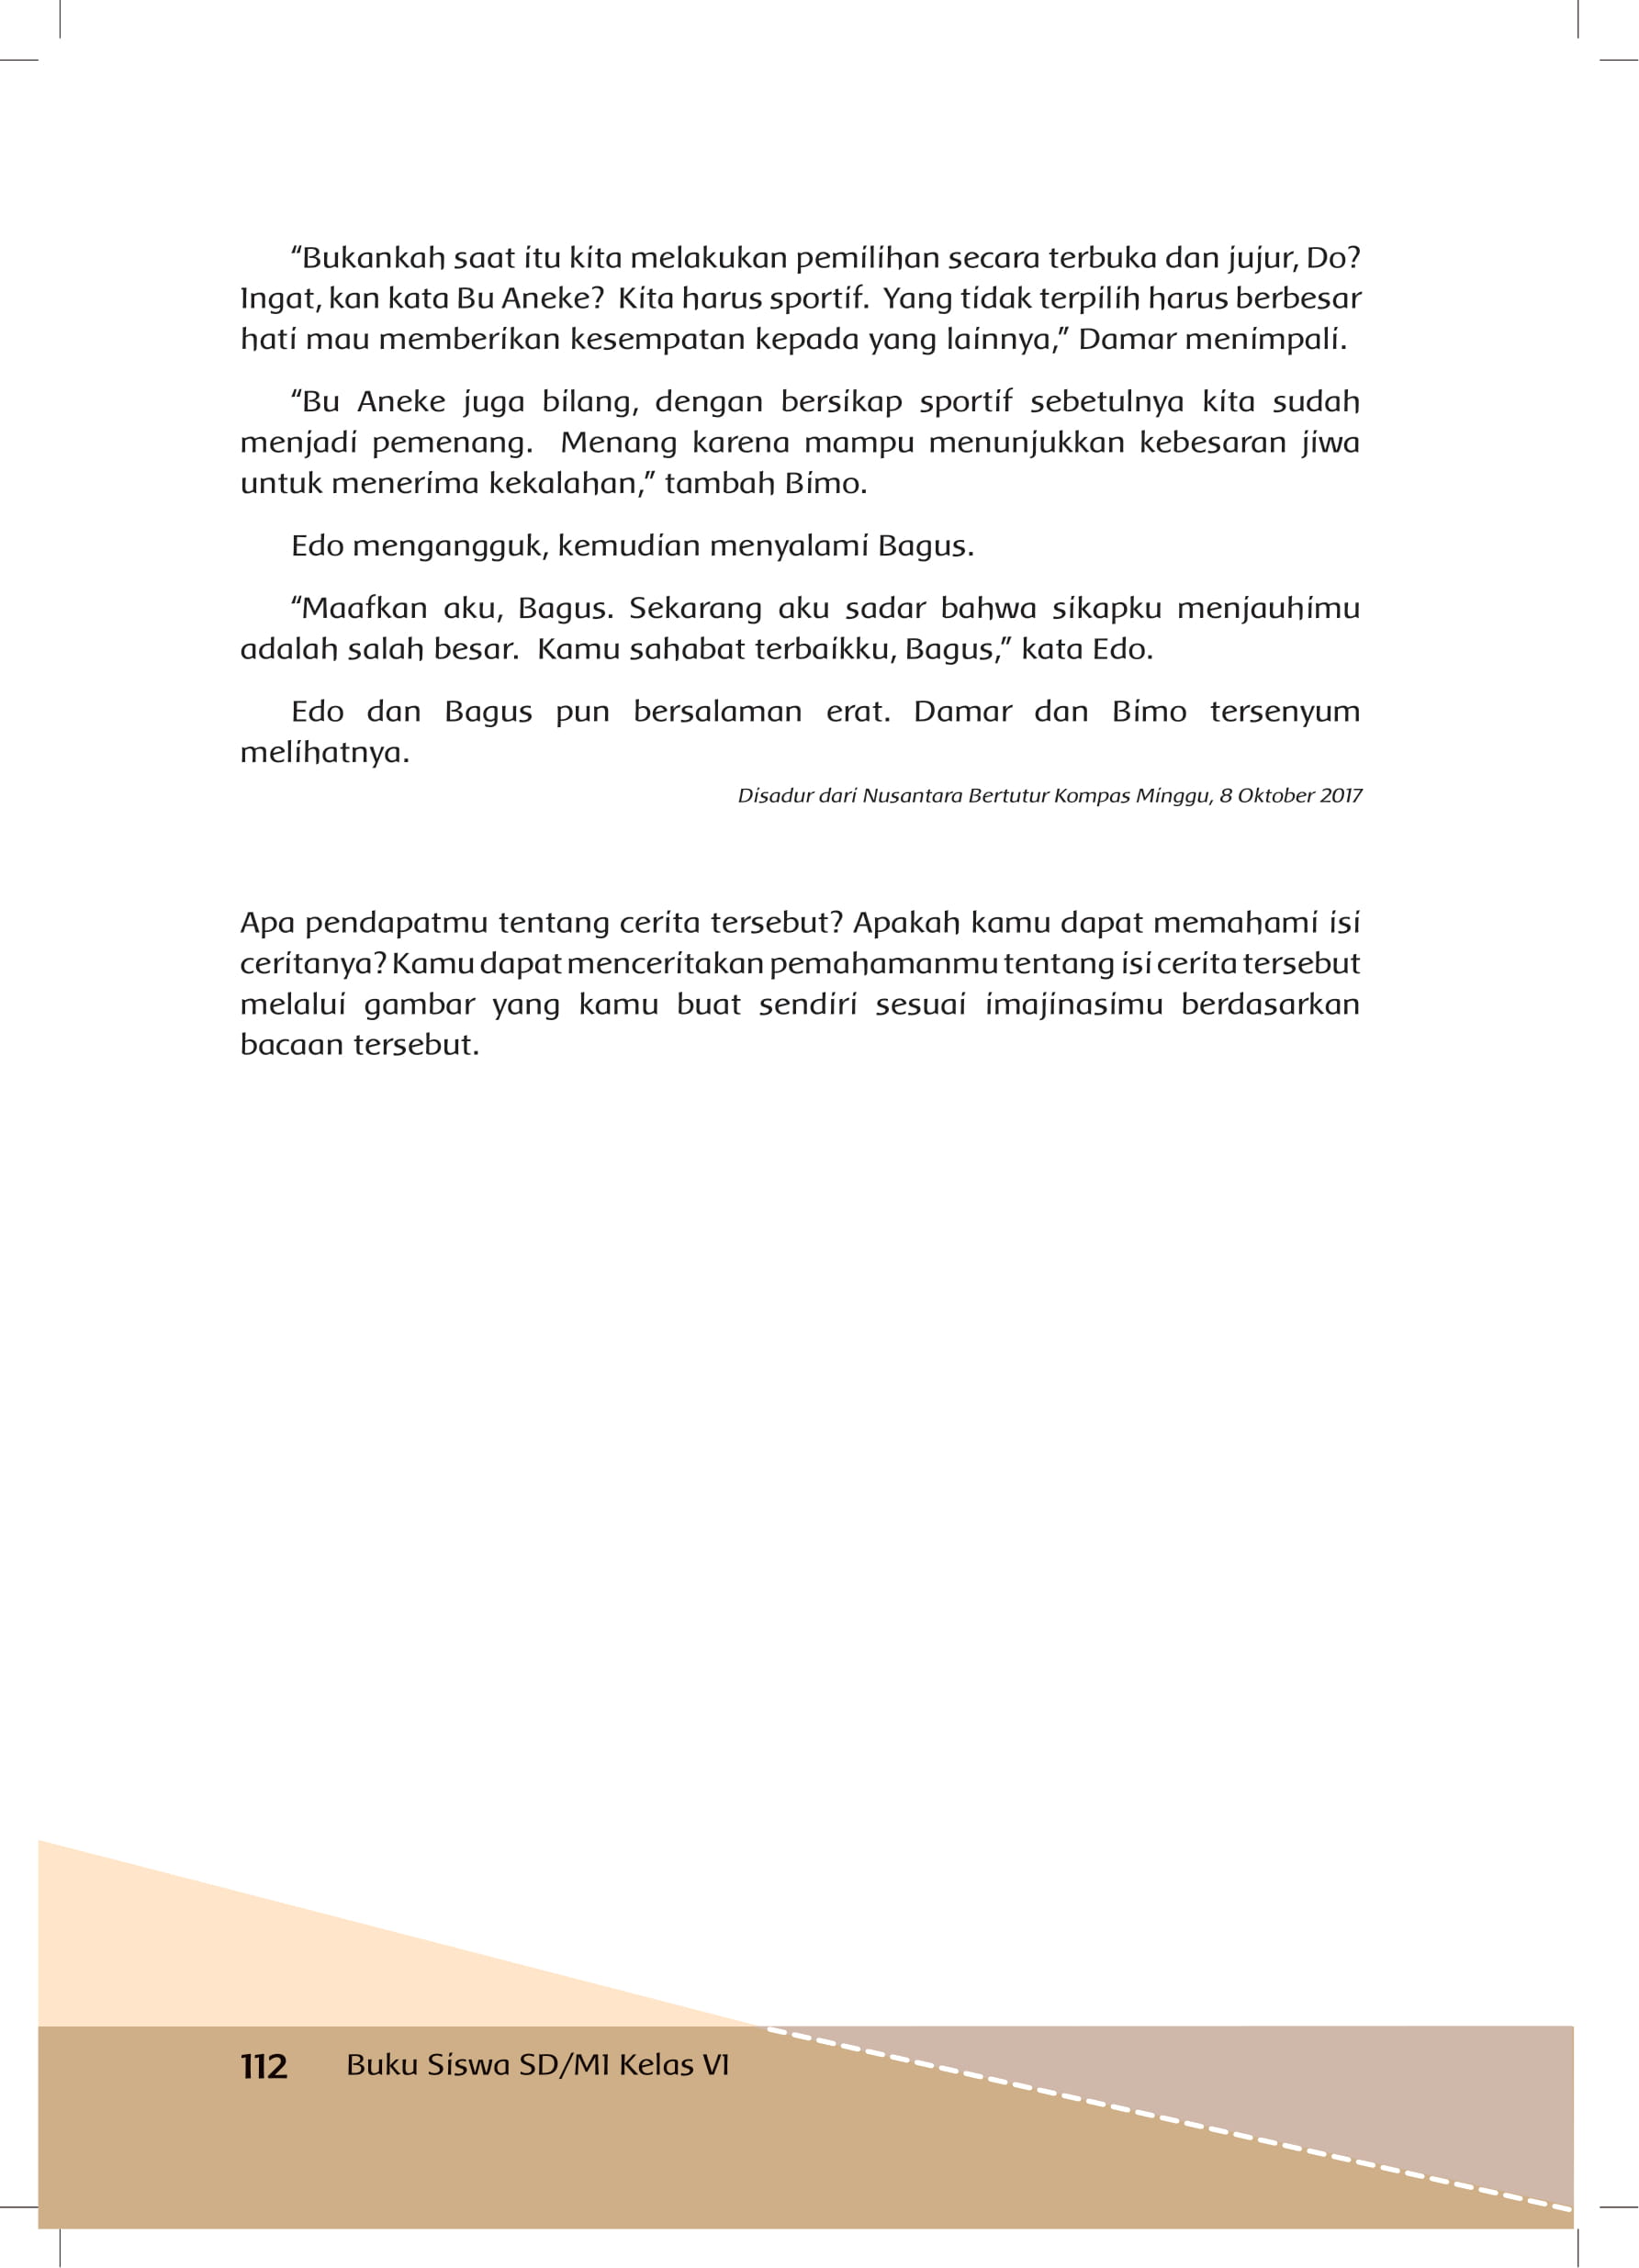 “Bukankah saat itu kita melakukan pemilihan secara terbuka dan jujur, Do?
Ingat, kan kata Bu Aneke?  Kita harus sportif.  Yang tidak terpilih harus berbesar
hati mau memberikan kesempatan kepada yang lainnya,” Damar menimpali.
“Bu Aneke juga bilang, dengan bersikap sportif sebetulnya kita sudah
menjadi pemenang.  Menang karena mampu menunjukkan kebesaran jiwa
untuk menerima kekalahan,” tambah Bimo.
Edo mengangguk, kemudian menyalami Bagus.
“Maafkan aku, Bagus. Sekarang aku sadar bahwa sikapku menjauhimu
adalah salah besar.  Kamu sahabat terbaikku, Bagus,” kata Edo.
Edo dan Bagus pun bersalaman erat. Damar dan Bimo tersenyum
melihatnya.
Disadur dari Nusantara Bertutur Kompas Minggu, 8 Oktober 2017
Apa pendapatmu tentang cerita tersebut? Apakah kamu dapat memahami isi
ceritanya? Kamu dapat menceritakan pemahamanmu tentang isi cerita tersebut
melalui gambar yang kamu buat sendiri sesuai imajinasimu berdasarkan
bacaan tersebut.
112 Buku Siswa SD/MI Kelas VI